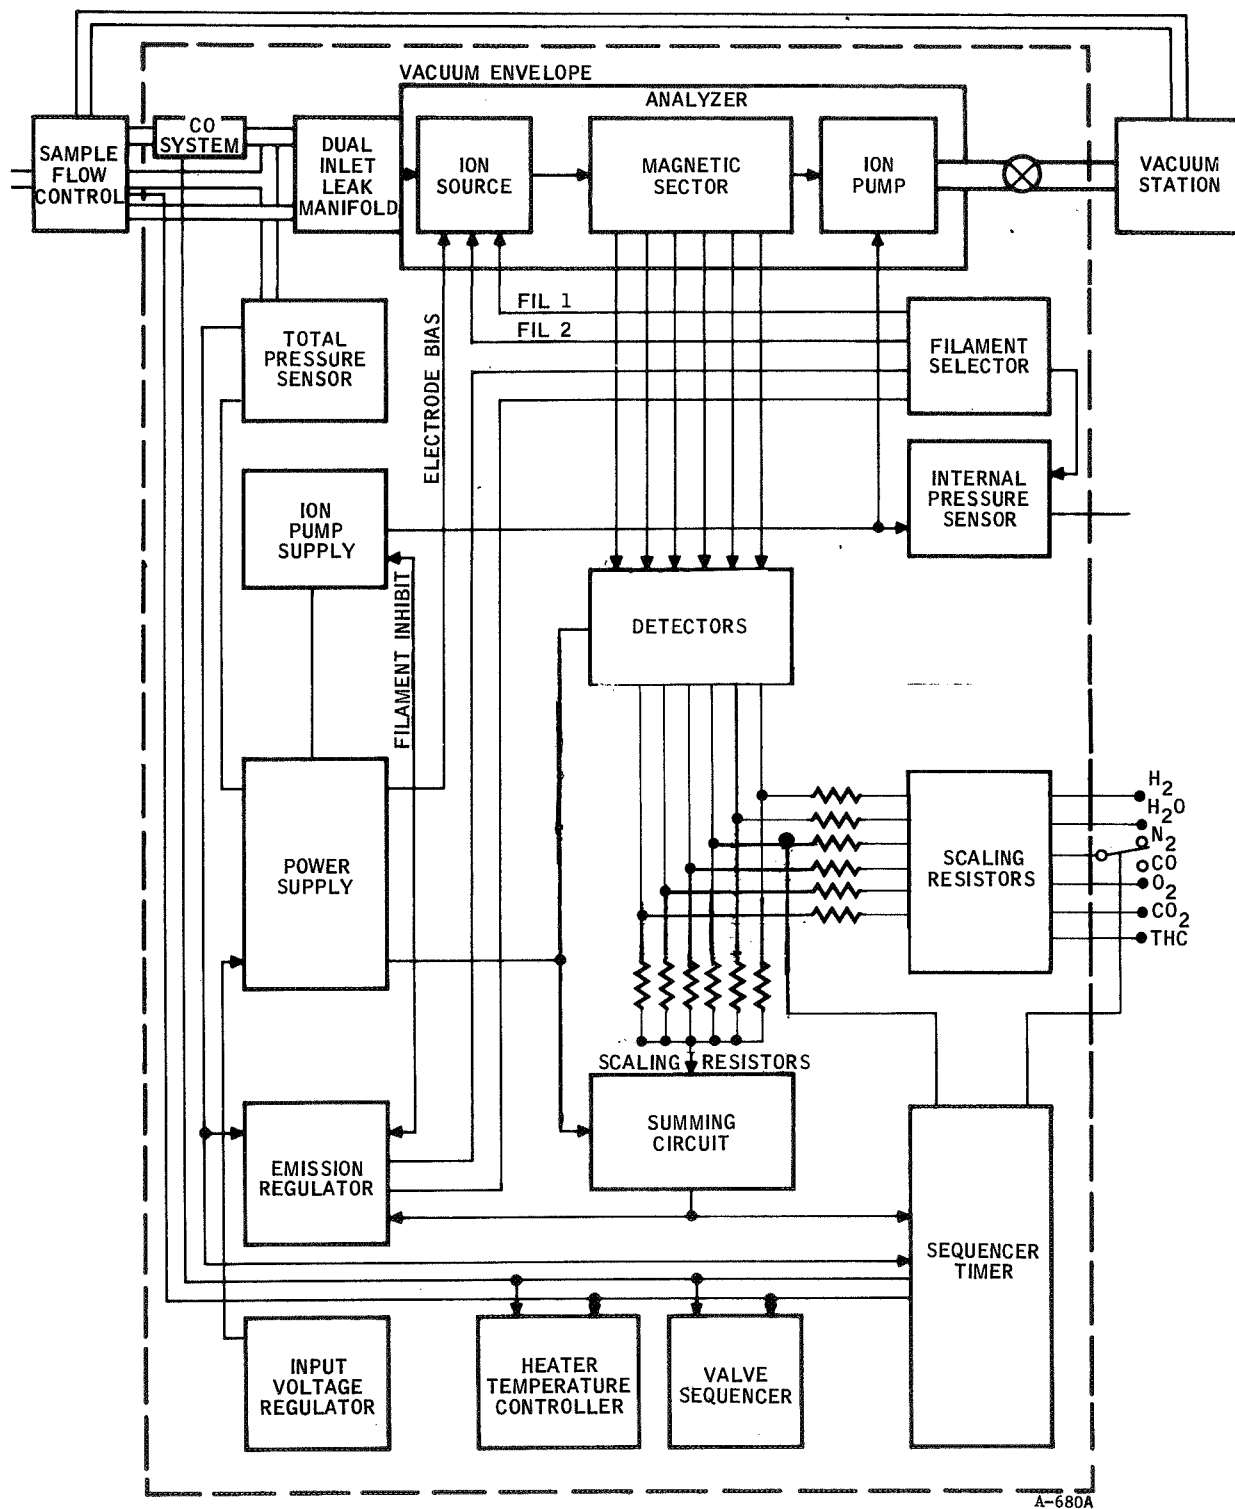 VACUUM ENVELOPE
ANALYZER
SAMPLE
FLOW
CONTROL
CO
SYSTEM
DUAL
INLET
LEAK
MANIFOLD
ION
SOURCE
MAGNETIC
SECTOR
ION
PUMP
VACUUM
STATION
FIL 1
FIL 2
TOTAL
PRESSURE
SENSOR
ELECTRODE BIAS
FILAMENT
SELECTOR
ION
PUMP
SUPPLY
INTERNAL
PRESSURE
SENSOR
FILAMENT INHIBIT
DETECTORS
POWER
SUPPLY
SCALING
RESISTORS
H2
H2O
N2
CO
O2
CO2
THC
SCALING RESISTORS
SUMMING
CIRCUIT
EMISSION
REGULATOR
SEQUENCER
TIMER
INPUT
VOLTAGE
REGULATOR
HEATER
TEMPERATURE
CONTROLLER
VALVE
SEQUENCER
A-680A